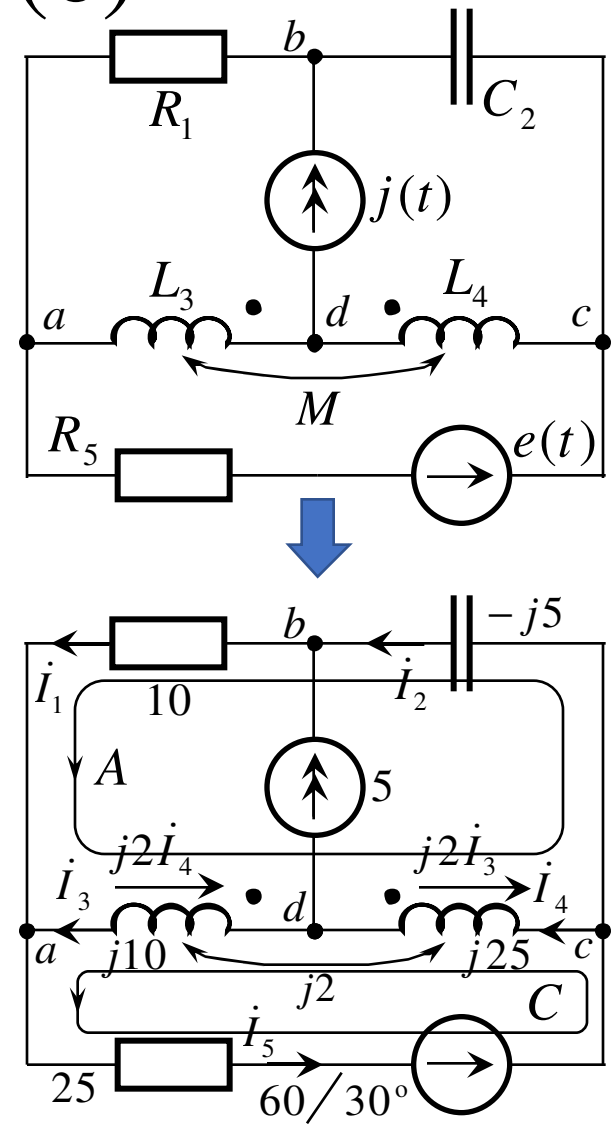 b
R₁
C₂
j(t)
L₃
L₄
a
d
c
M
R₅
e(t)
b
− j5
İ₁
10
İ₂
A
5
j2İ₄
j2İ₃
İ₃
d
İ₄
a
j10
j25
c
j2
C
İ₅
25
60/30°